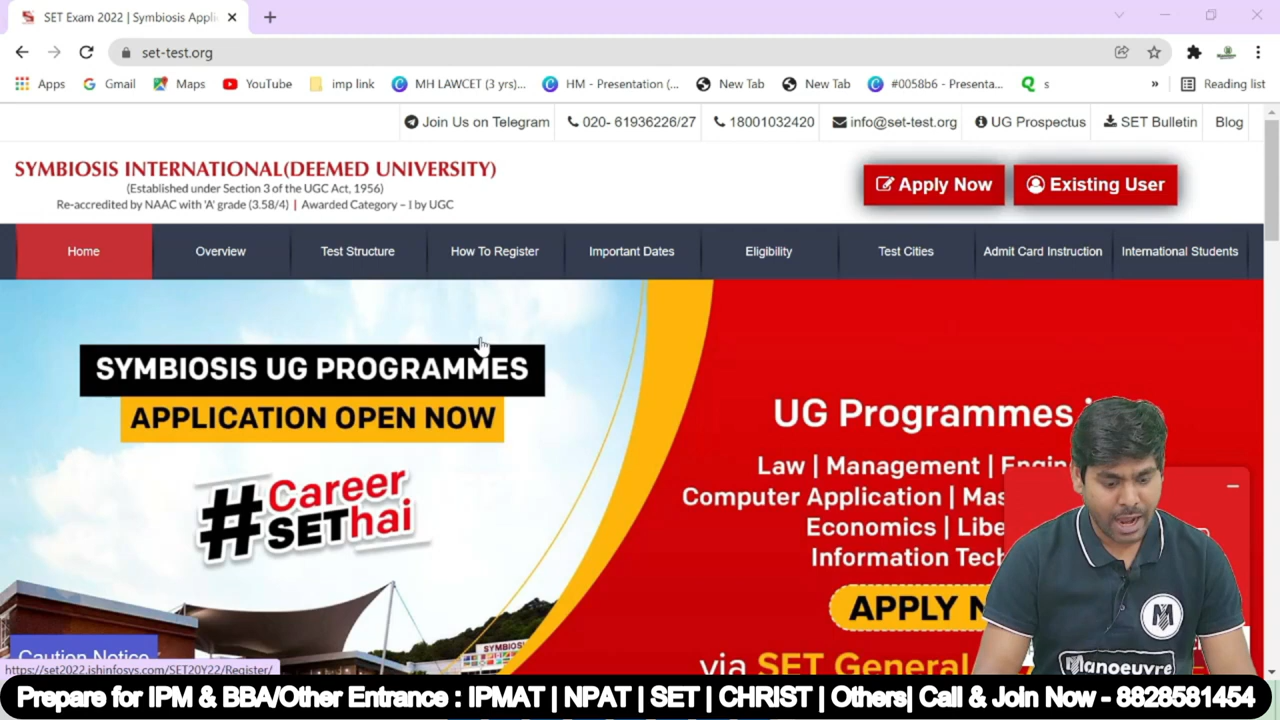 SET Exam 2022 | Symbiosis Appli
set-test.org
Apps Gmail Maps YouTube imp link MH LAWCET (3 yrs)... HM - Presentation (... New Tab New Tab #0058b6 - Presenta... s » Reading list
Join Us on Telegram 020- 61936226/27 18001032420 info@set-test.org UG Prospectus SET Bulletin Blog
SYMBIOSIS INTERNATIONAL(DEEMED UNIVERSITY)
(Established under Section 3 of the UGC Act, 1956)
Re-accredited by NAAC with 'A' grade (3.58/4) | Awarded Category – I by UGC
Apply Now Existing User
Home Overview Test Structure How To Register Important Dates Eligibility Test Cities Admit Card Instruction International Students
SYMBIOSIS UG PROGRAMMES
APPLICATION OPEN NOW
#Career
SEThai
UG Programmes
Law | Management |
Computer Application |
Economics |
Information
APPLY
via SET General
SYMBIOSIS
Caution Notice
https://set2022.ishinfosys.com/SET20Y22/Register/
M
Manoeuvre
Prepare for IPM & BBA/Other Entrance : IPMAT | NPAT | SET | CHRIST | Others| Call & Join Now - 8828581454